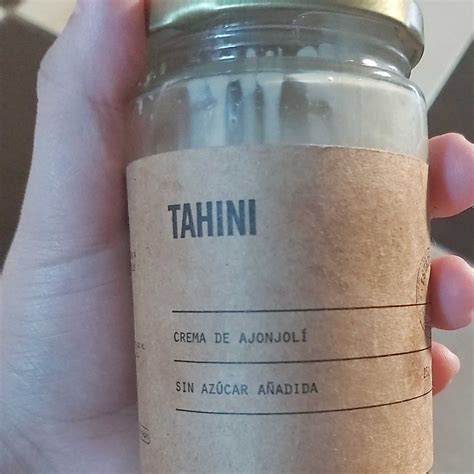 TAHINI
CREMA DE AJONJOLÍ
SIN AZÚCAR AÑADIDA